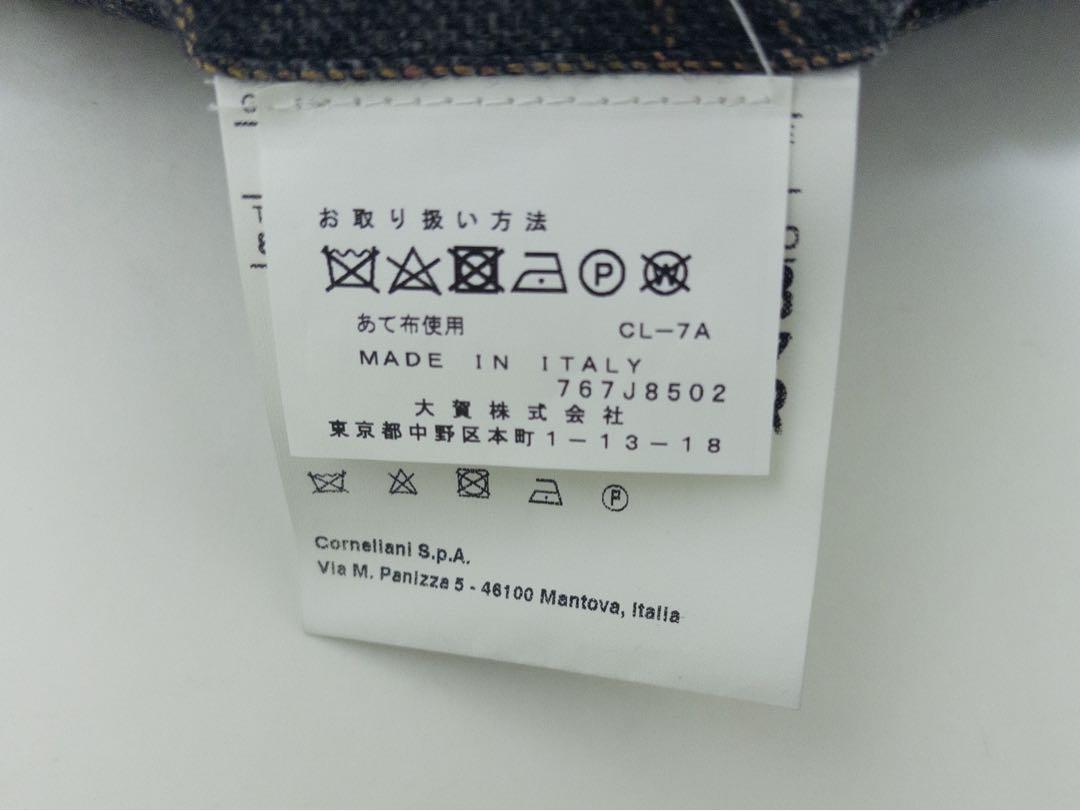 お取り扱い方法
P W
あて布使用 CL-7A
MADE IN ITALY
767J8502
大賀株式会社
東京都中野区本町1-13-18
P
Corneliani S.p.A.
Via M. Panizza 5 - 46100 Mantova, Italia